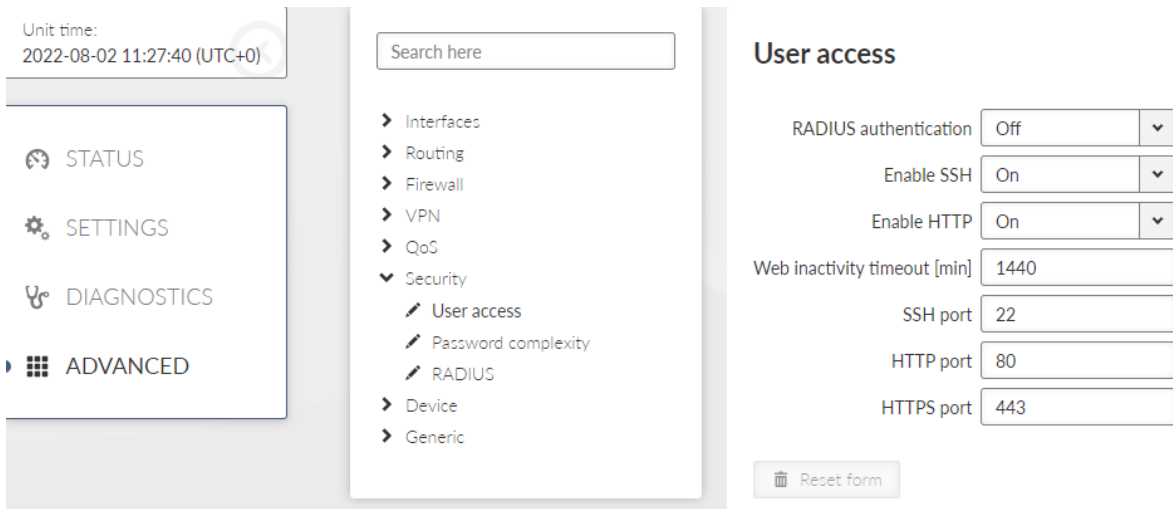 Unit time:
2022-08-02 11:27:40 (UTC+0)
STATUS
SETTINGS
DIAGNOSTICS
ADVANCED
Search here
Interfaces
Routing
Firewall
VPN
QoS
Security
User access
Password complexity
RADIUS
Device
Generic
User access
RADIUS authentication Off
Enable SSH On
Enable HTTP On
Web inactivity timeout [min] 1440
SSH port 22
HTTP port 80
HTTPS port 443
Reset form